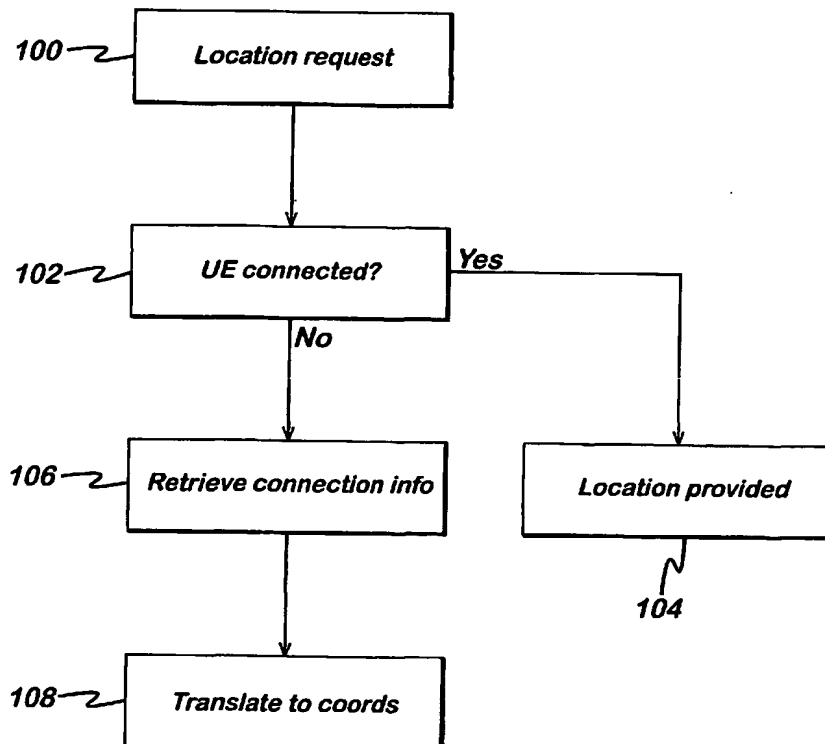 100
Location request
102
UE connected?
Yes
No
106
Retrieve connection info
Location provided
104
108
Translate to coords